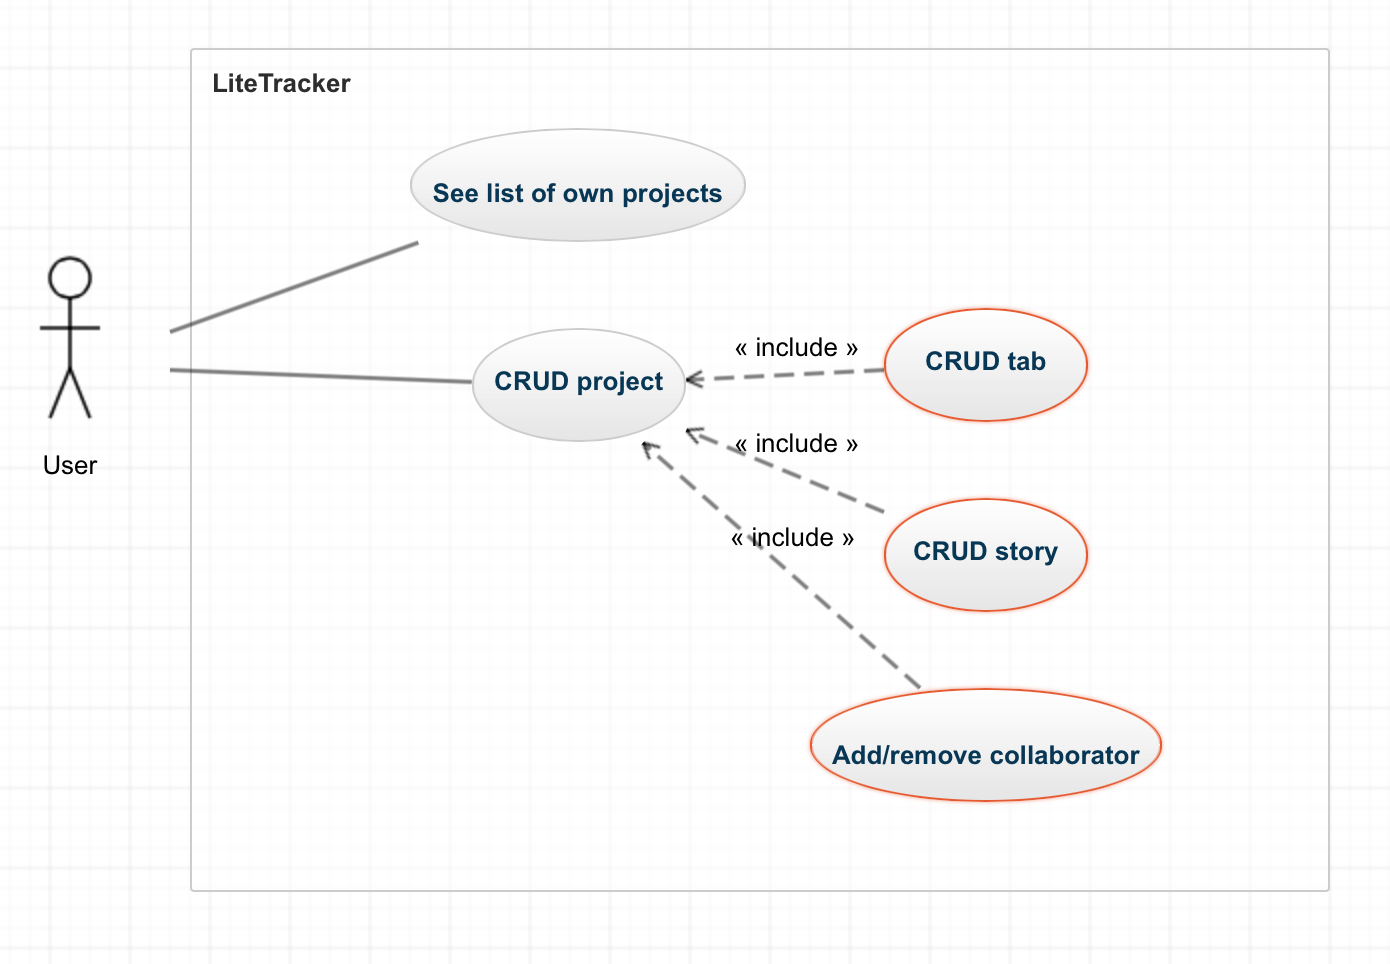 LiteTracker
See list of own projects
« include »
CRUD tab
CRUD project
« include »
User
« include »
CRUD story
Add/remove collaborator